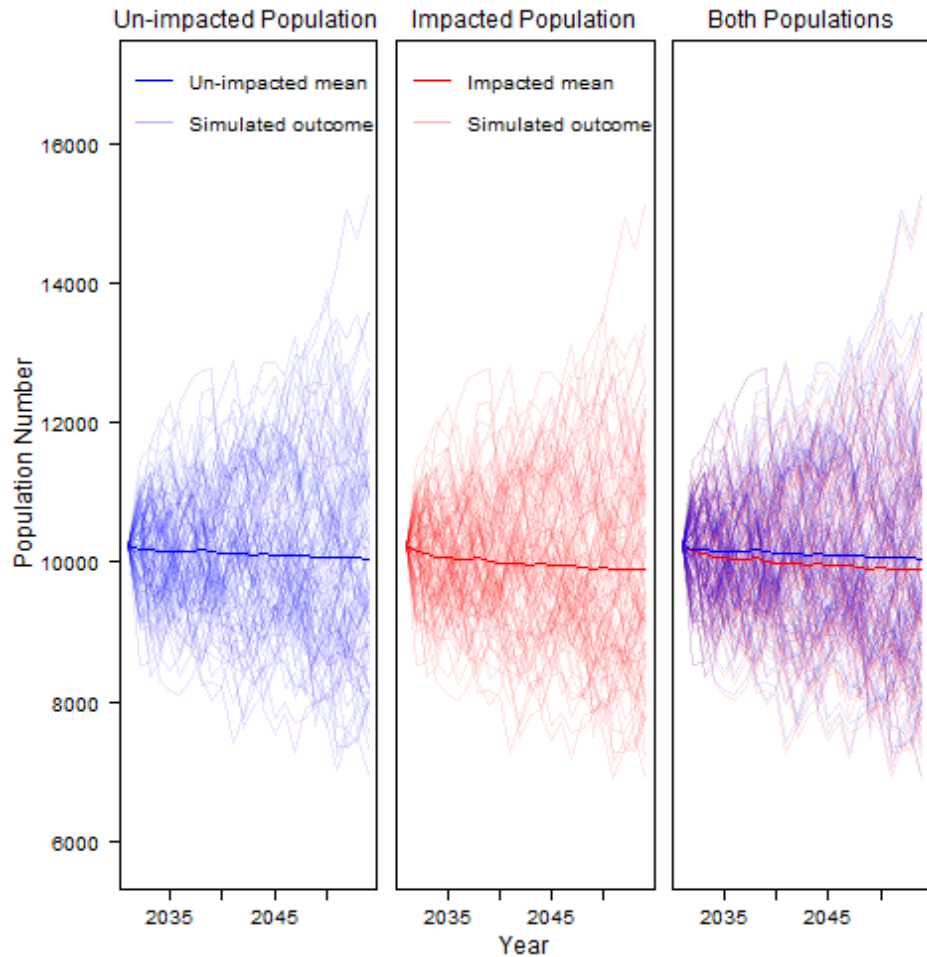 Un-impacted Population
Impacted Population
Both Populations
Un-impacted mean
Simulated outcome
Impacted mean
Simulated outcome
Population Number
16000
14000
12000
10000
8000
6000
2035
2045
2035
2045
2035
2045
Year